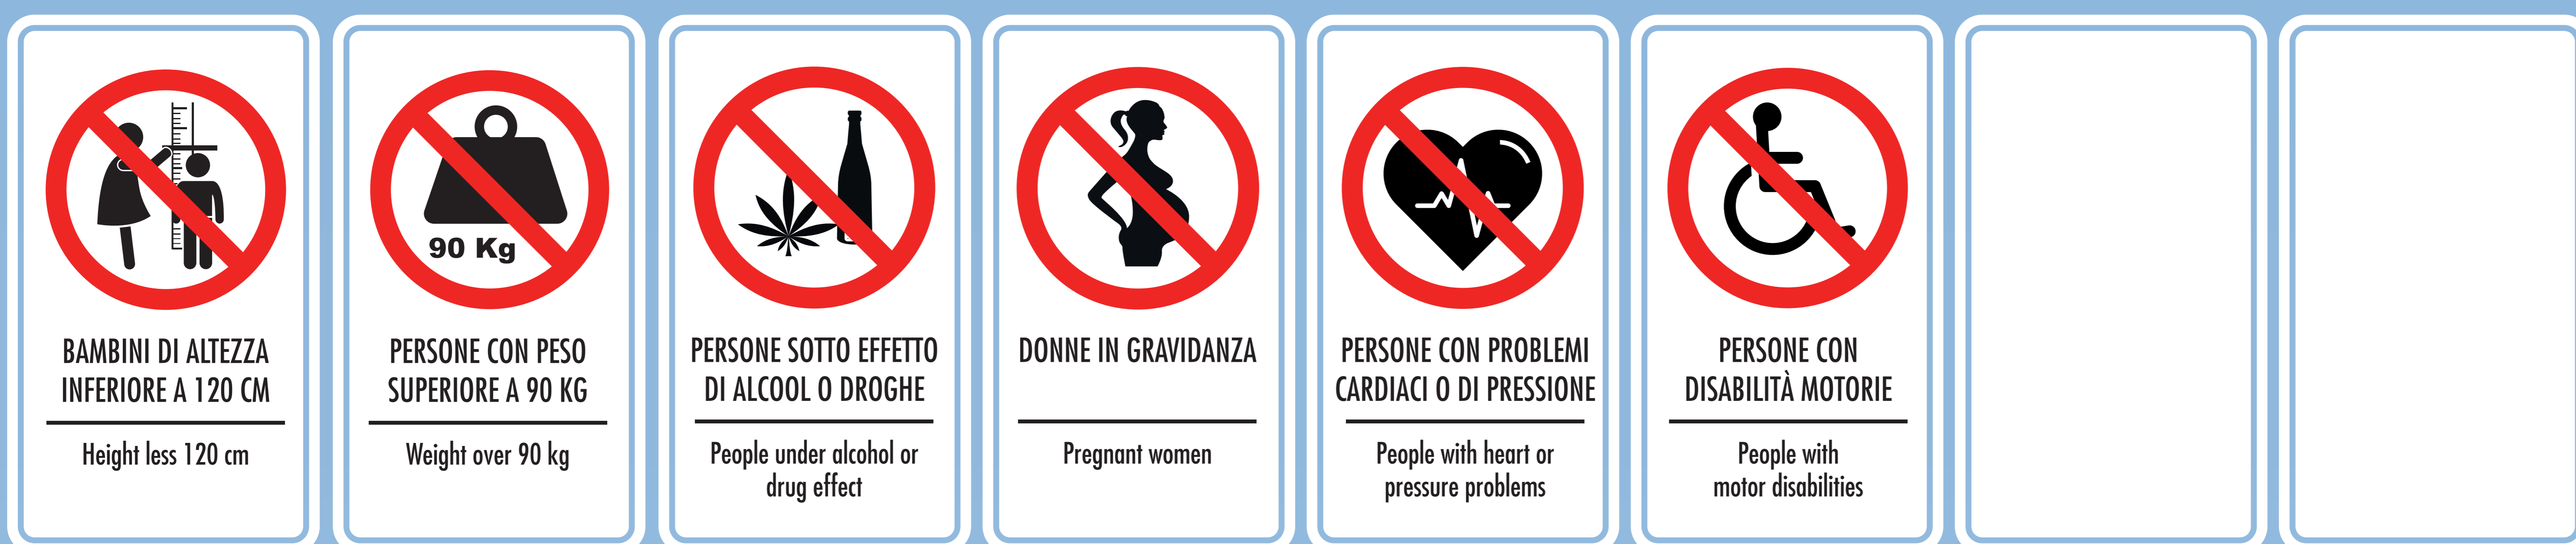 90 Kg
BAMBINI DI ALTEZZA
INFERIORE A 120 CM
Height less 120 cm
PERSONE CON PESO
SUPERIORE A 90 KG
Weight over 90 kg
PERSONE SOTTO EFFETTO
DI ALCOOL O DROGHE
People under alcohol or
drug effect
DONNE IN GRAVIDANZA
Pregnant women
PERSONE CON PROBLEMI
CARDIACI O DI PRESSIONE
People with heart or
pressure problems
PERSONE CON
DISABILITÀ MOTORIE
People with
motor disabilities